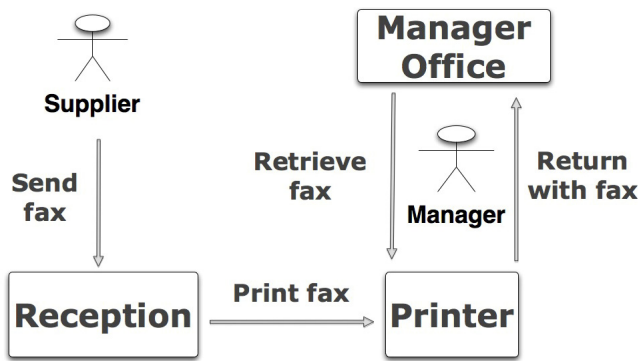 Manager
Office
Supplier
Send
fax
Retrieve
fax
Manager
Return
with fax
Reception
Print fax
Printer